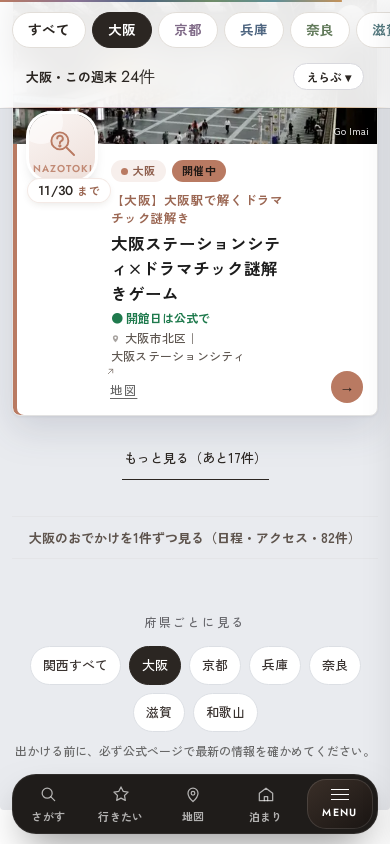 すべて 大阪 京都 兵庫 奈良
大阪・この週末 24件 えらぶ ▾
Go Imai
NAZOTOKI
11/30 まで
大阪 開催中
【大阪】大阪駅で解くドラマ
チック謎解き
大阪ステーションシテ
ィ×ドラマチック謎解
きゲーム
開館日は公式で
大阪市北区｜
大阪ステーションシティ
↗
地図
→
もっと見る（あと17件）
大阪のおでかけを1件ずつ見る（日程・アクセス・82件）
府県ごとに見る
関西すべて 大阪 京都 兵庫 奈良
滋賀 和歌山
出かける前に、必ず公式ページで最新の情報を確かめてください。
さがす 行きたい 地図 泊まり MENU